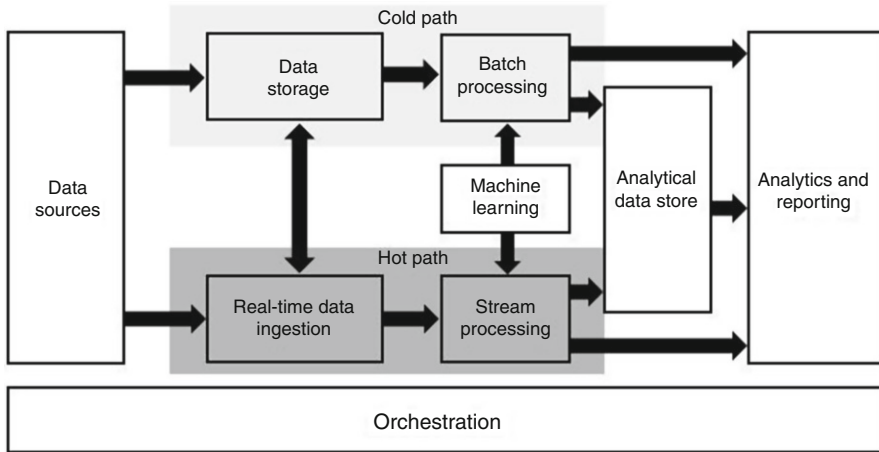 Cold path
Data
storage
Batch
processing
Data
sources
Machine
learning
Analytical
data store
Analytics and
reporting
Hot path
Real-time data
ingestion
Stream
processing
Orchestration